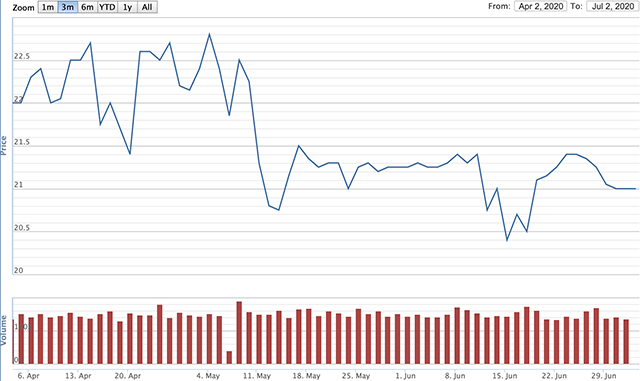 Zoom 1m 3m 6m YTD 1y All From: Apr 2, 2020 To: Jul 2, 2020
22.5
22
21.5
21
20.5
20
Price
Volume
0
6. Apr 13. Apr 20. Apr 4. May 11. May 18. May 25. May 1. Jun 8. Jun 15. Jun 22. Jun 29. Jun